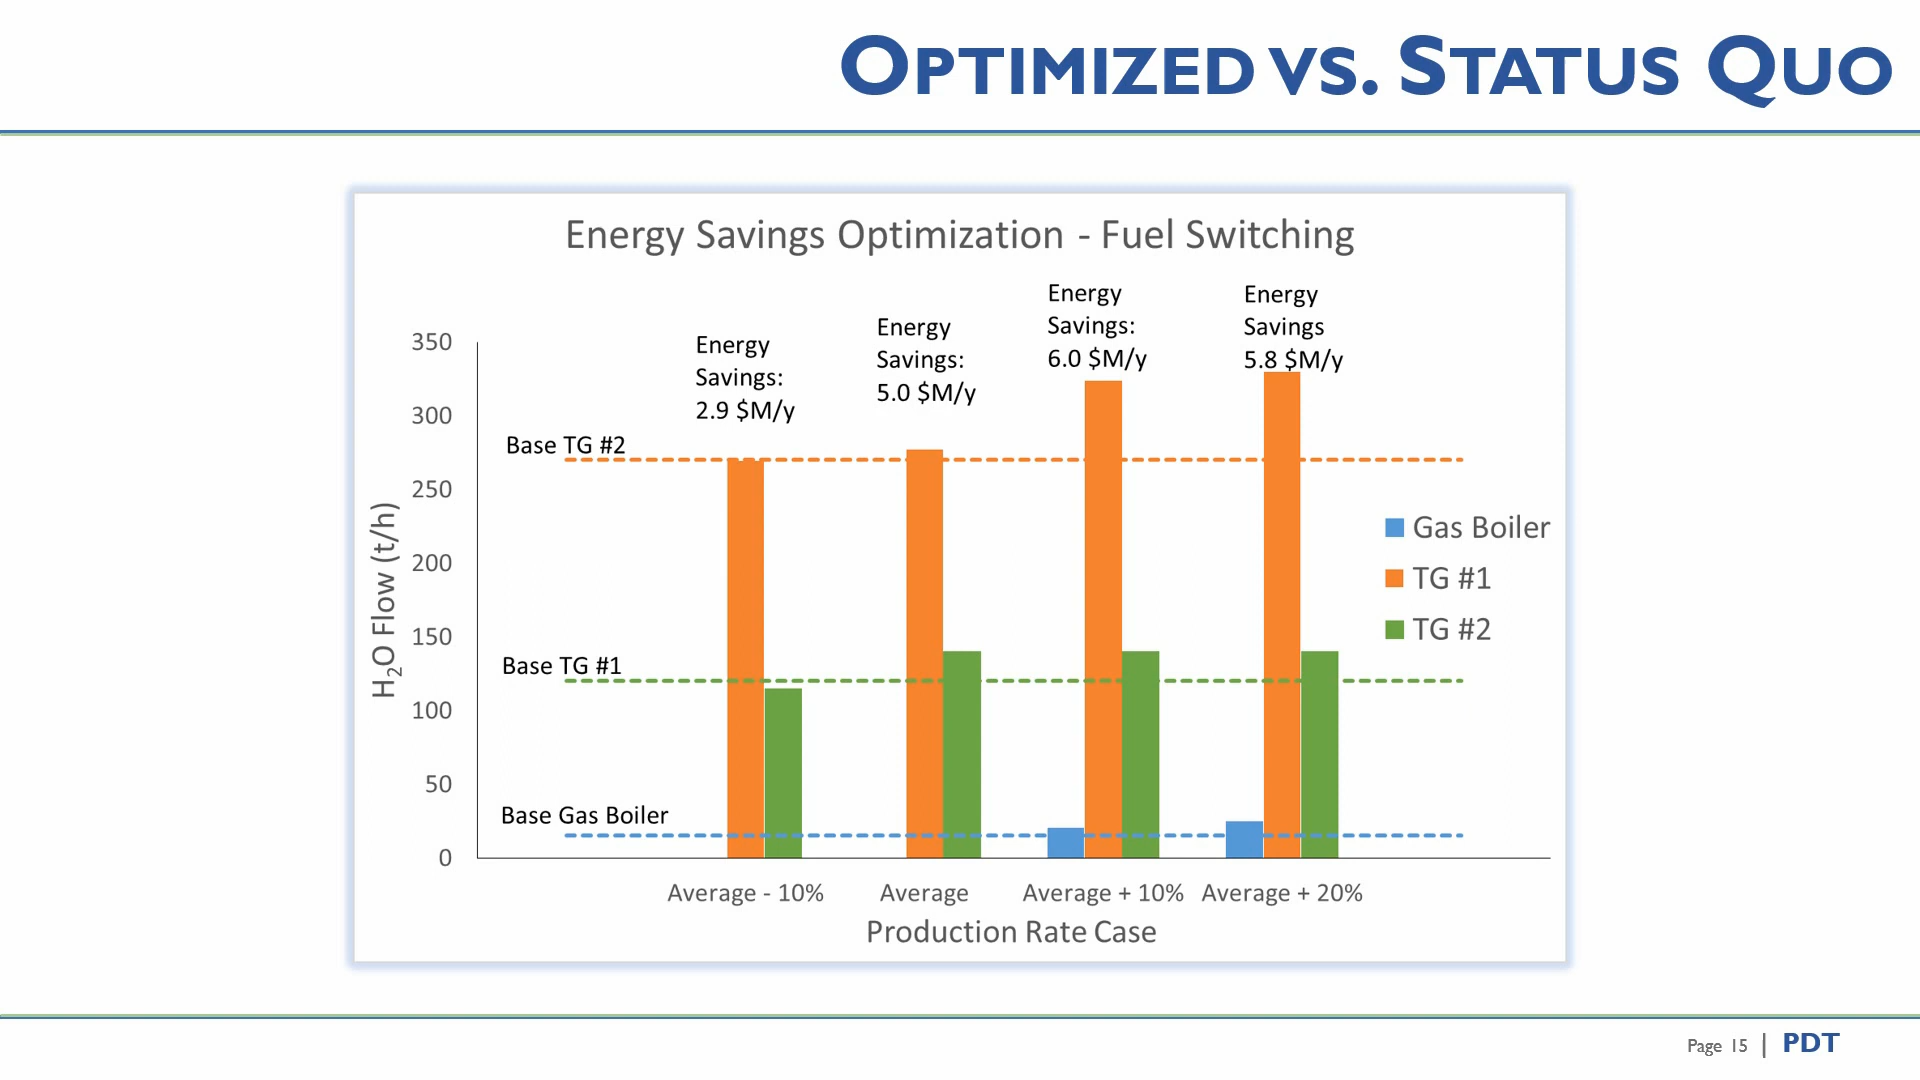 OPTIMIZED VS. STATUS QUO
Energy Savings Optimization - Fuel Switching
Energy
Savings:
2.9 $M/y
Energy
Savings:
5.0 $M/y
Energy
Savings:
6.0 $M/y
Energy
Savings
5.8 $M/y
350
300
250
200
150
100
50
0
H₂O Flow (t/h)
Base TG #2
Base TG #1
Base Gas Boiler
Gas Boiler
TG #1
TG #2
Average - 10%
Average
Average + 10%
Average + 20%
Production Rate Case
Page 15 | PDT